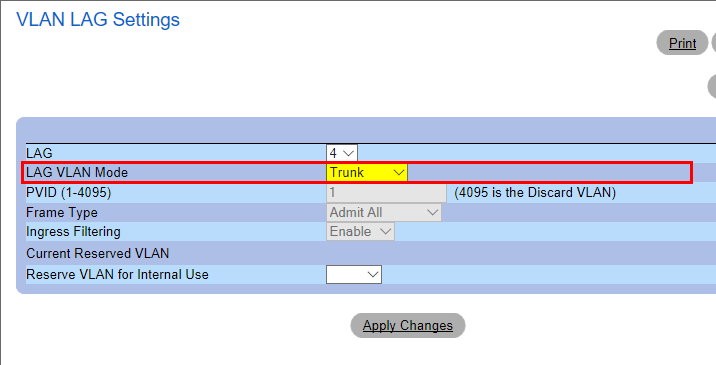 VLAN LAG Settings
Print
LAG 4
LAG VLAN Mode Trunk
PVID (1-4095) 1 (4095 is the Discard VLAN)
Frame Type Admit All
Ingress Filtering Enable
Current Reserved VLAN
Reserve VLAN for Internal Use
Apply Changes